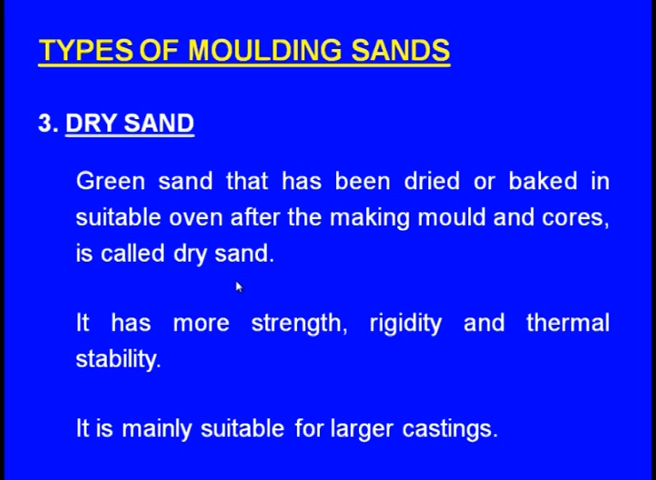 TYPES OF MOULDING SANDS
3. DRY SAND
Green sand that has been dried or baked in
suitable oven after the making mould and cores,
is called dry sand.
It has more strength, rigidity and thermal
stability.
It is mainly suitable for larger castings.